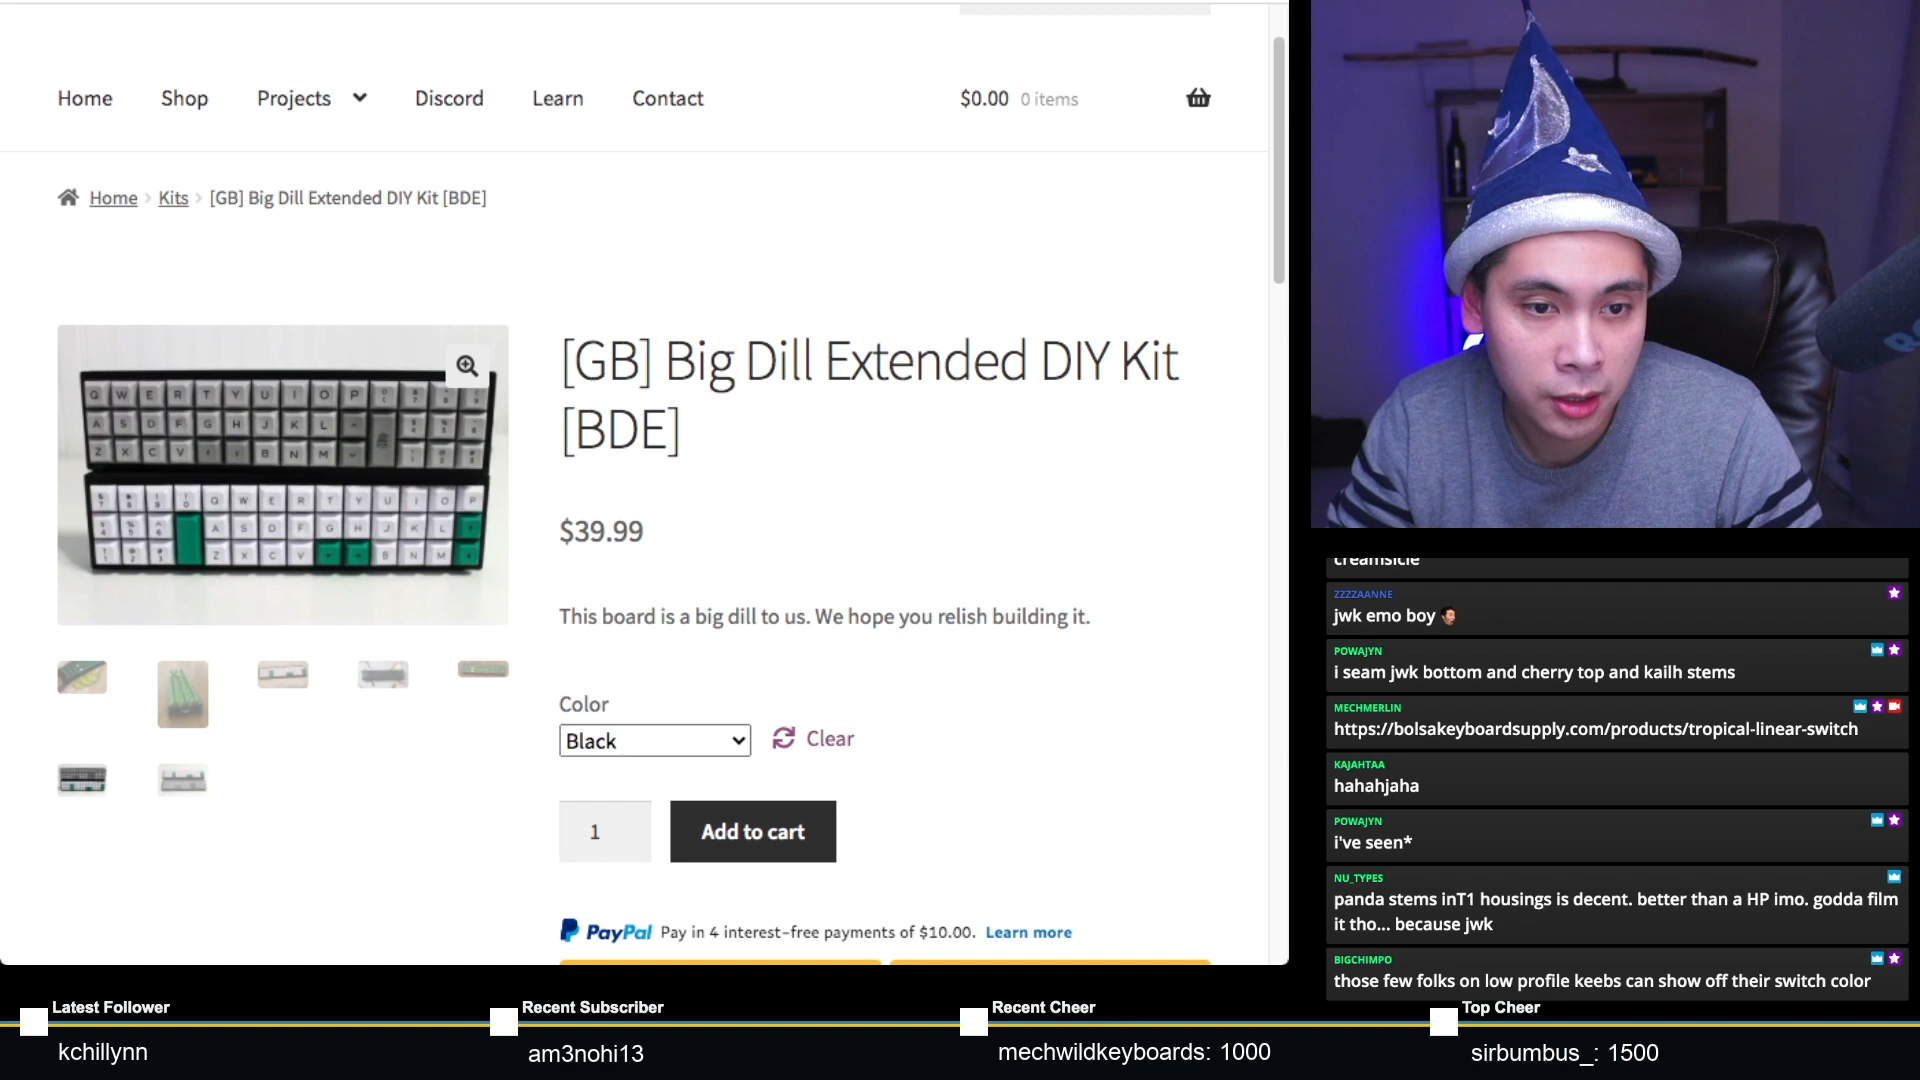 Home Shop Projects Discord Learn Contact $0.00 0 items
Home › Kits › [GB] Big Dill Extended DIY Kit [BDE]
[GB] Big Dill Extended DIY Kit
[BDE]
$39.99
This board is a big dill to us. We hope you relish building it.
Color
Black Clear
1 Add to cart
PayPal Pay in 4 interest-free payments of $10.00. Learn more
Q W E R T Y U I O P
A S D F G H J K L
Z X C V B N M
Q W E R T Y U I O P
A S D F G H J K L
Z X C V B N M
creamsicle
ZZZZAANNE
jwk emo boy
POWAJYN
i seam jwk bottom and cherry top and kailh stems
MECHMERLIN
https://bolsakeyboardsupply.com/products/tropical-linear-switch
KAJAHTAA
hahahjaha
POWAJYN
i've seen*
NU_TYPES
panda stems inT1 housings is decent. better than a HP imo. godda film
it tho... because jwk
BIGCHIMPO
those few folks on low profile keebs can show off their switch color
Latest Follower
kchillynn
Recent Subscriber
am3nohi13
Recent Cheer
mechwildkeyboards: 1000
Top Cheer
sirbumbus_: 1500